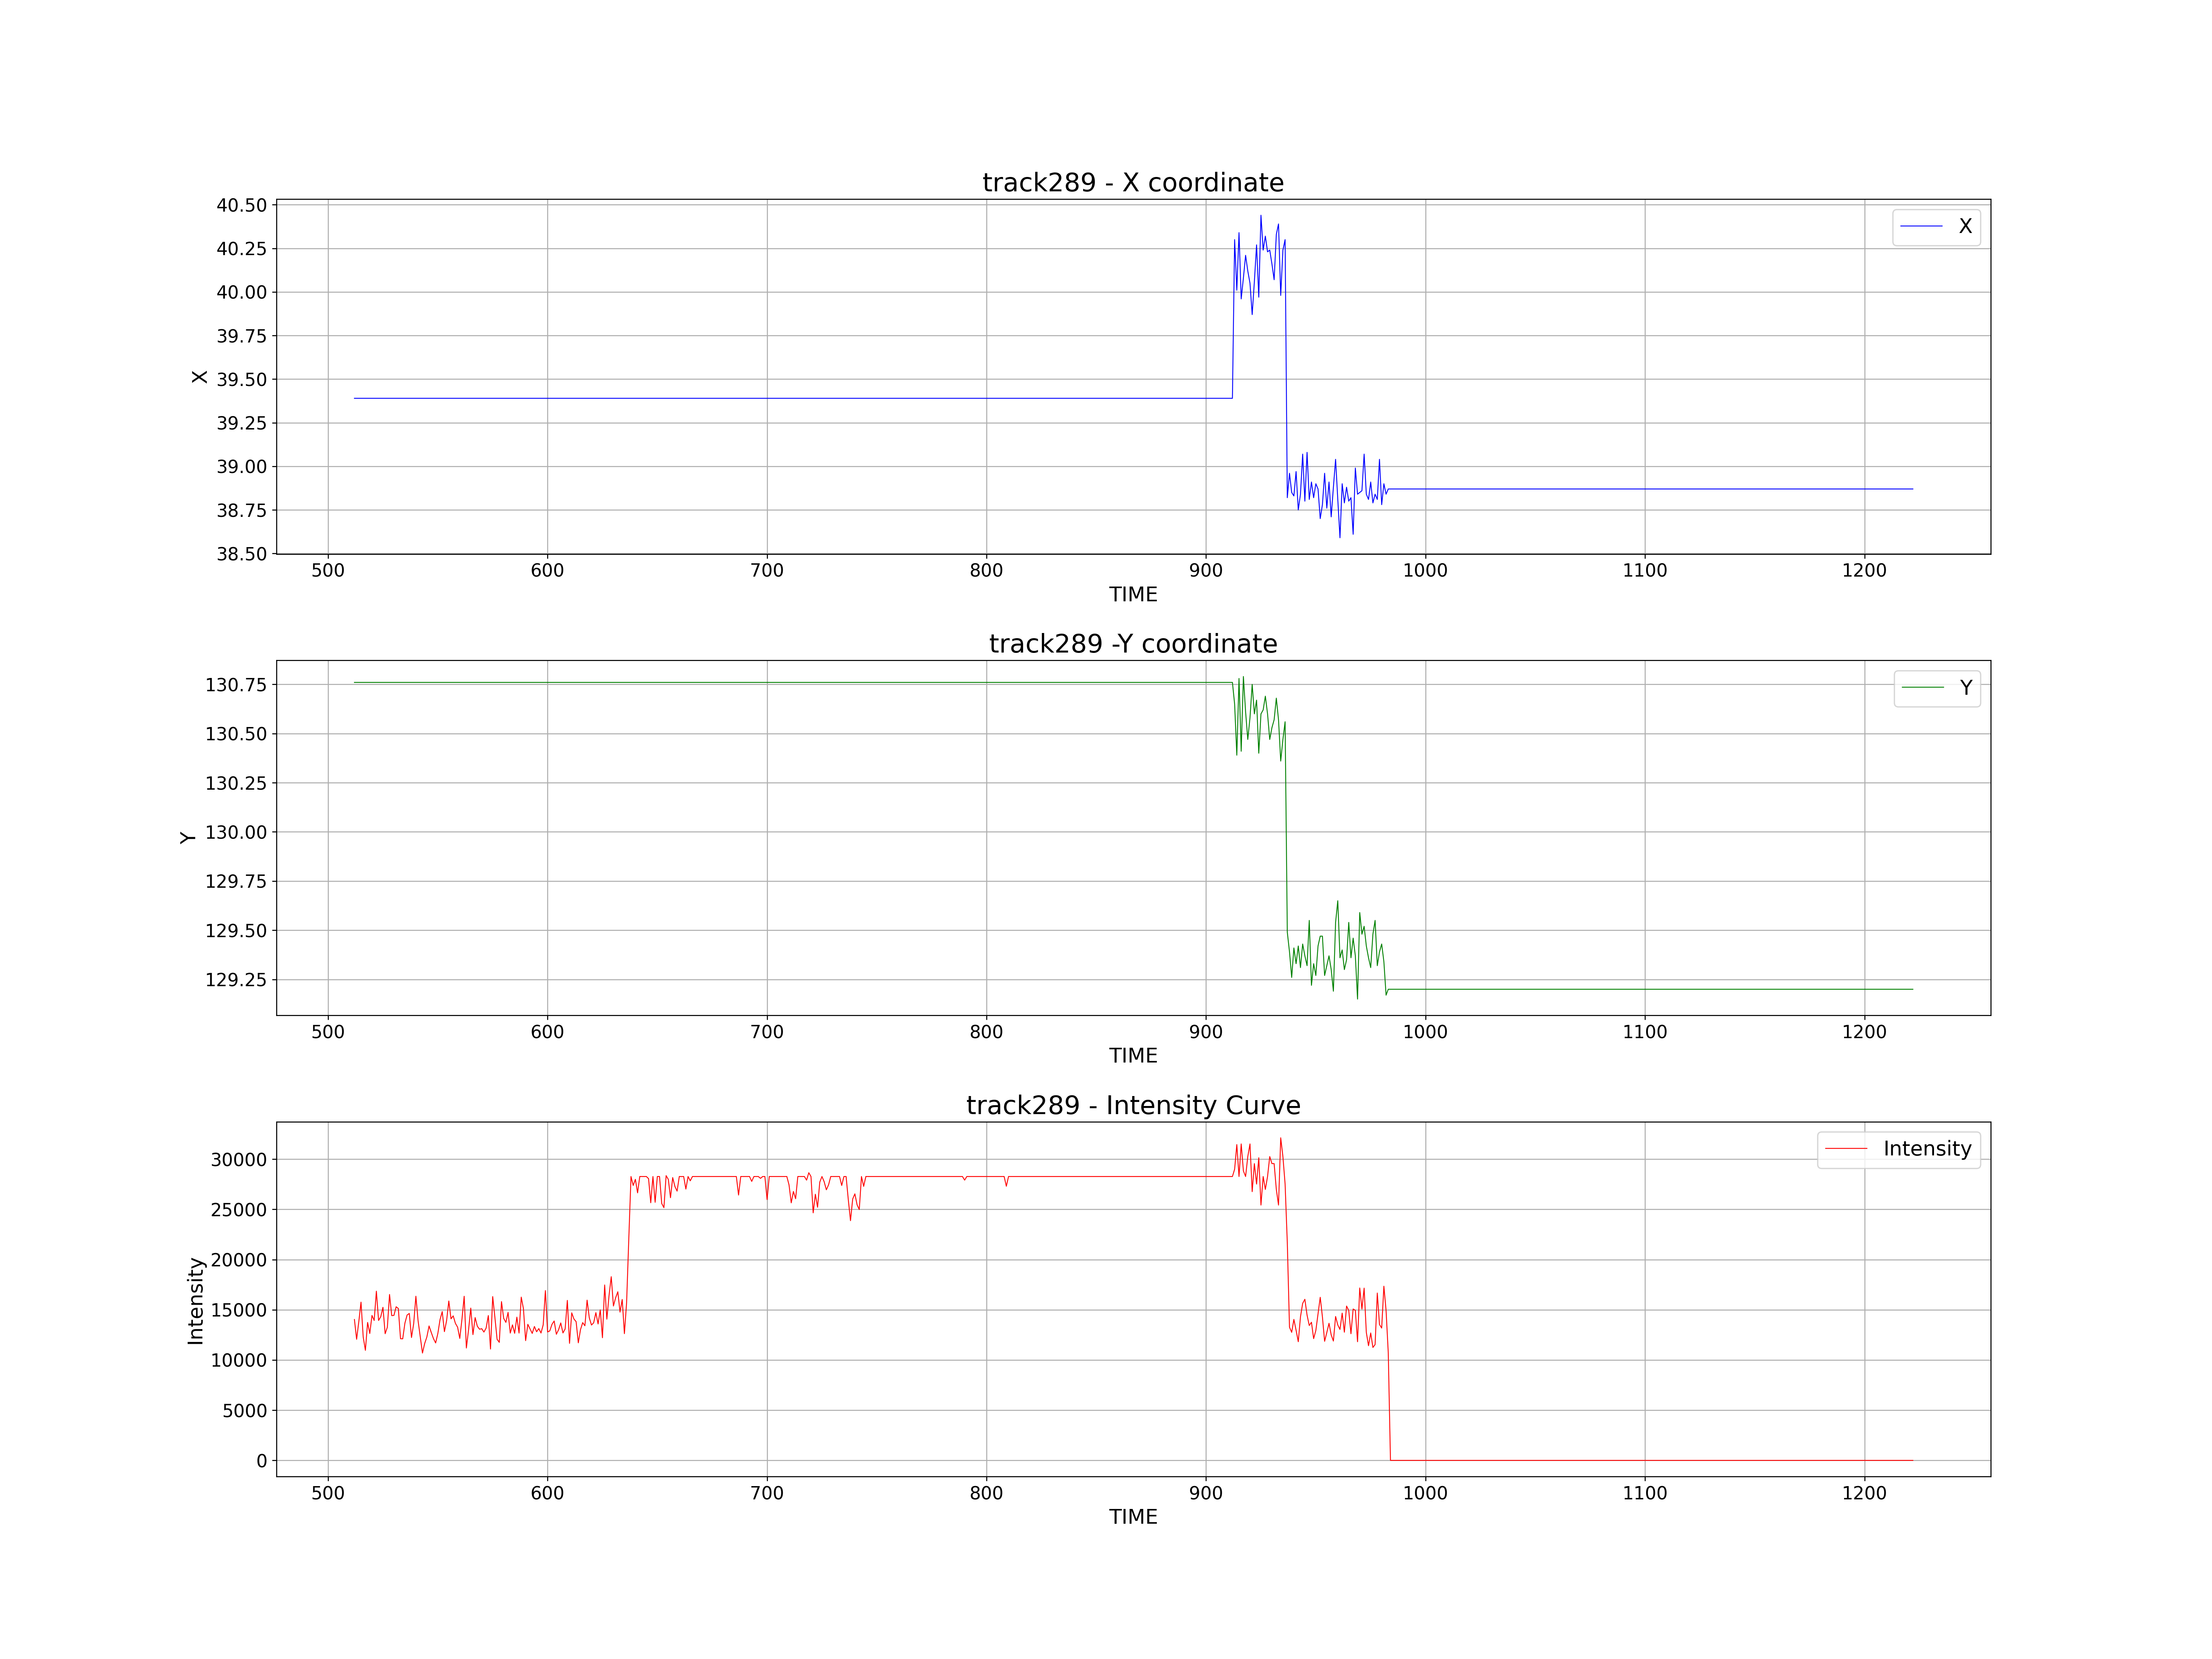 track289 - X coordinate
40.50
40.25
40.00
39.75
39.50
39.25
39.00
38.75
38.50
X
X
500 600 700 800 900 1000 1100 1200
TIME
track289 -Y coordinate
130.75
130.50
130.25
130.00
129.75
129.50
129.25
Y
Y
500 600 700 800 900 1000 1100 1200
TIME
track289 - Intensity Curve
30000
25000
20000
15000
10000
5000
0
Intensity
Intensity
500 600 700 800 900 1000 1100 1200
TIME